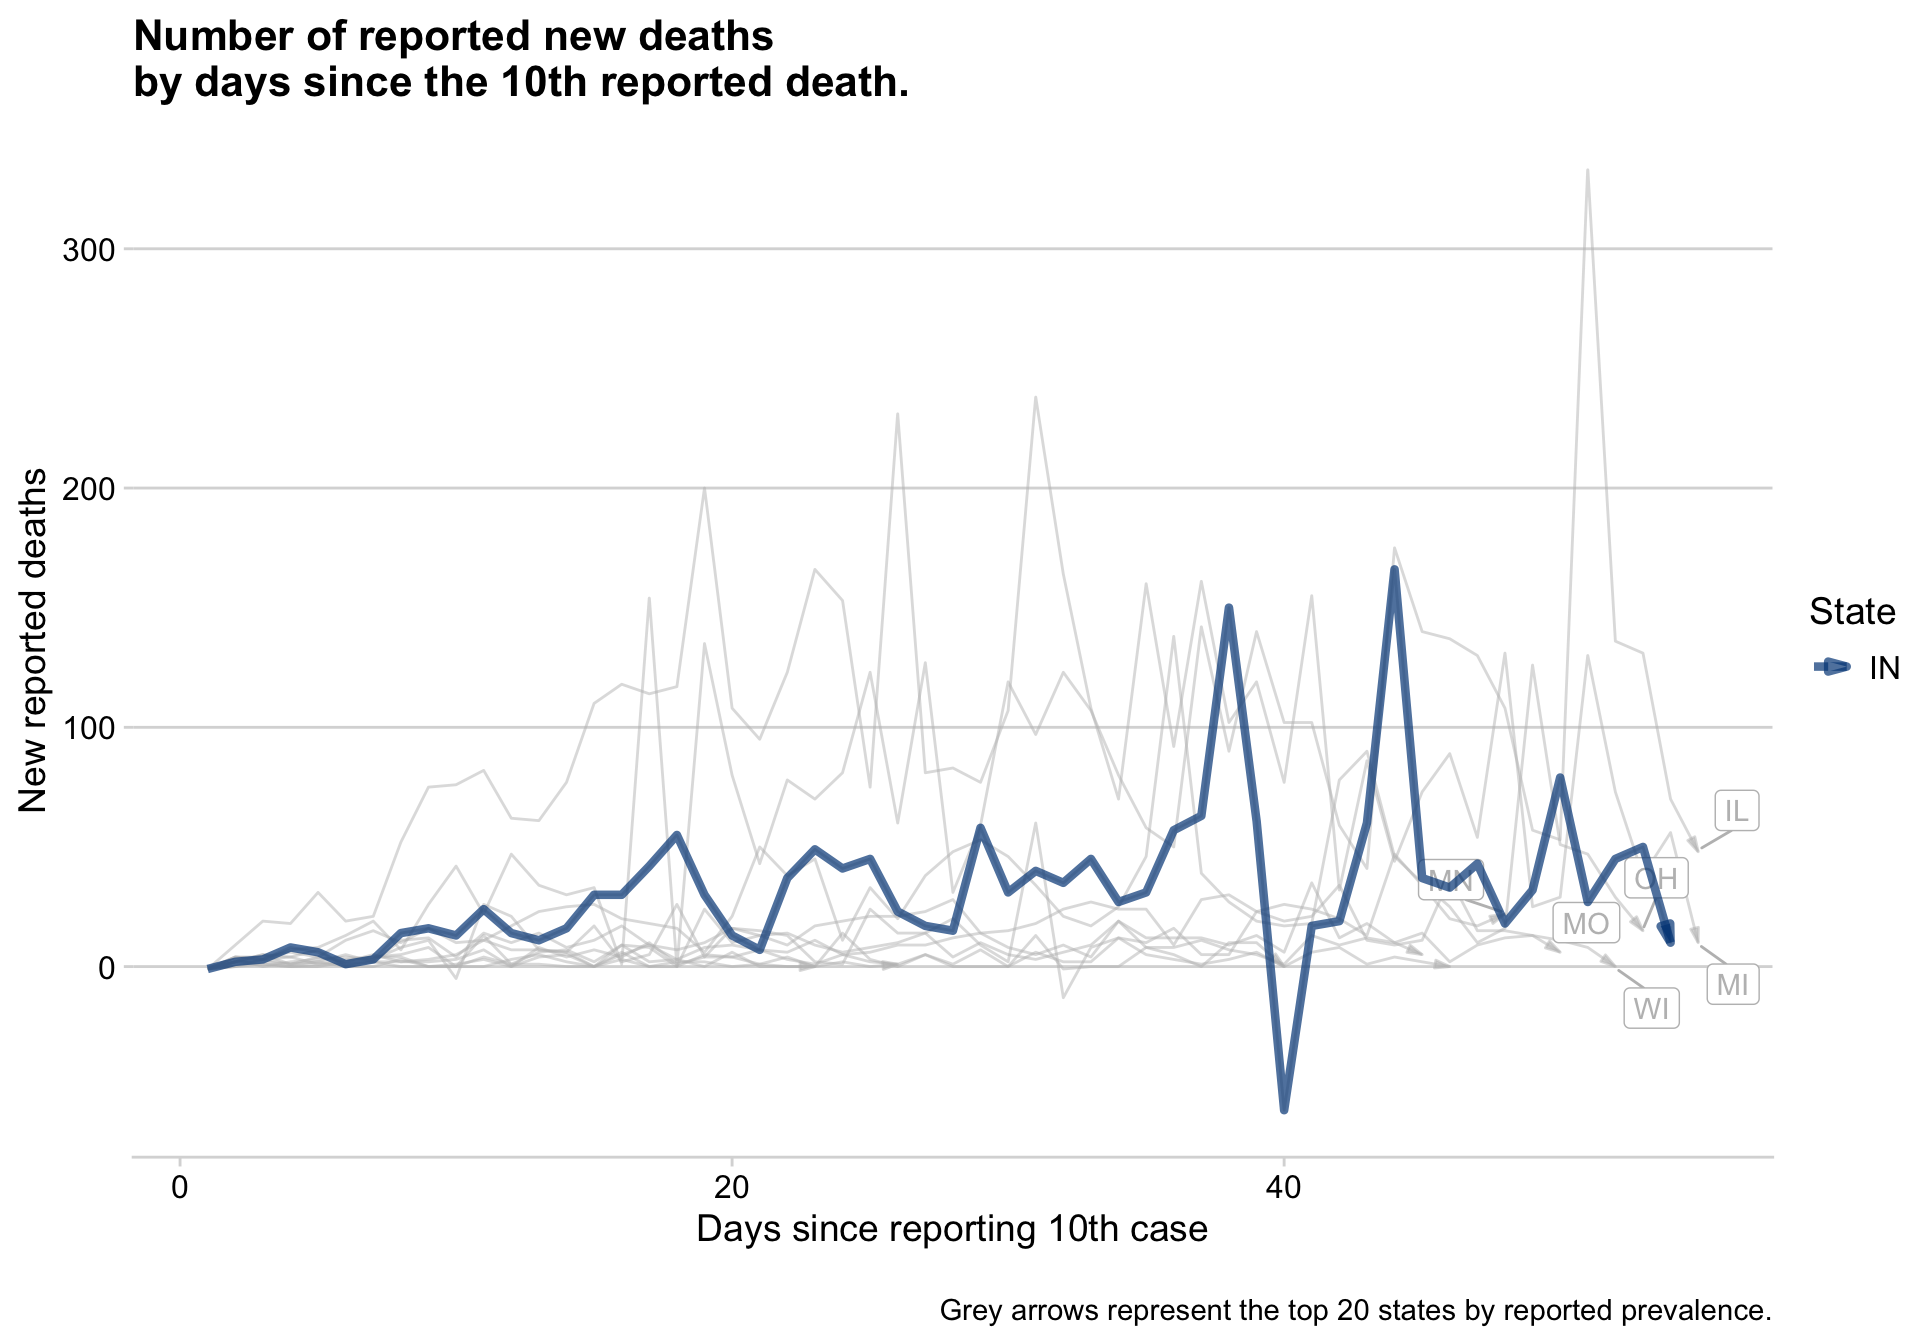 Number of reported new deaths
by days since the 10th reported death.
New reported deaths
300
200
100
0
0
20
40
Days since reporting 10th case
IL
MN
OH
MO
MI
WI
State
IN
Grey arrows represent the top 20 states by reported prevalence.